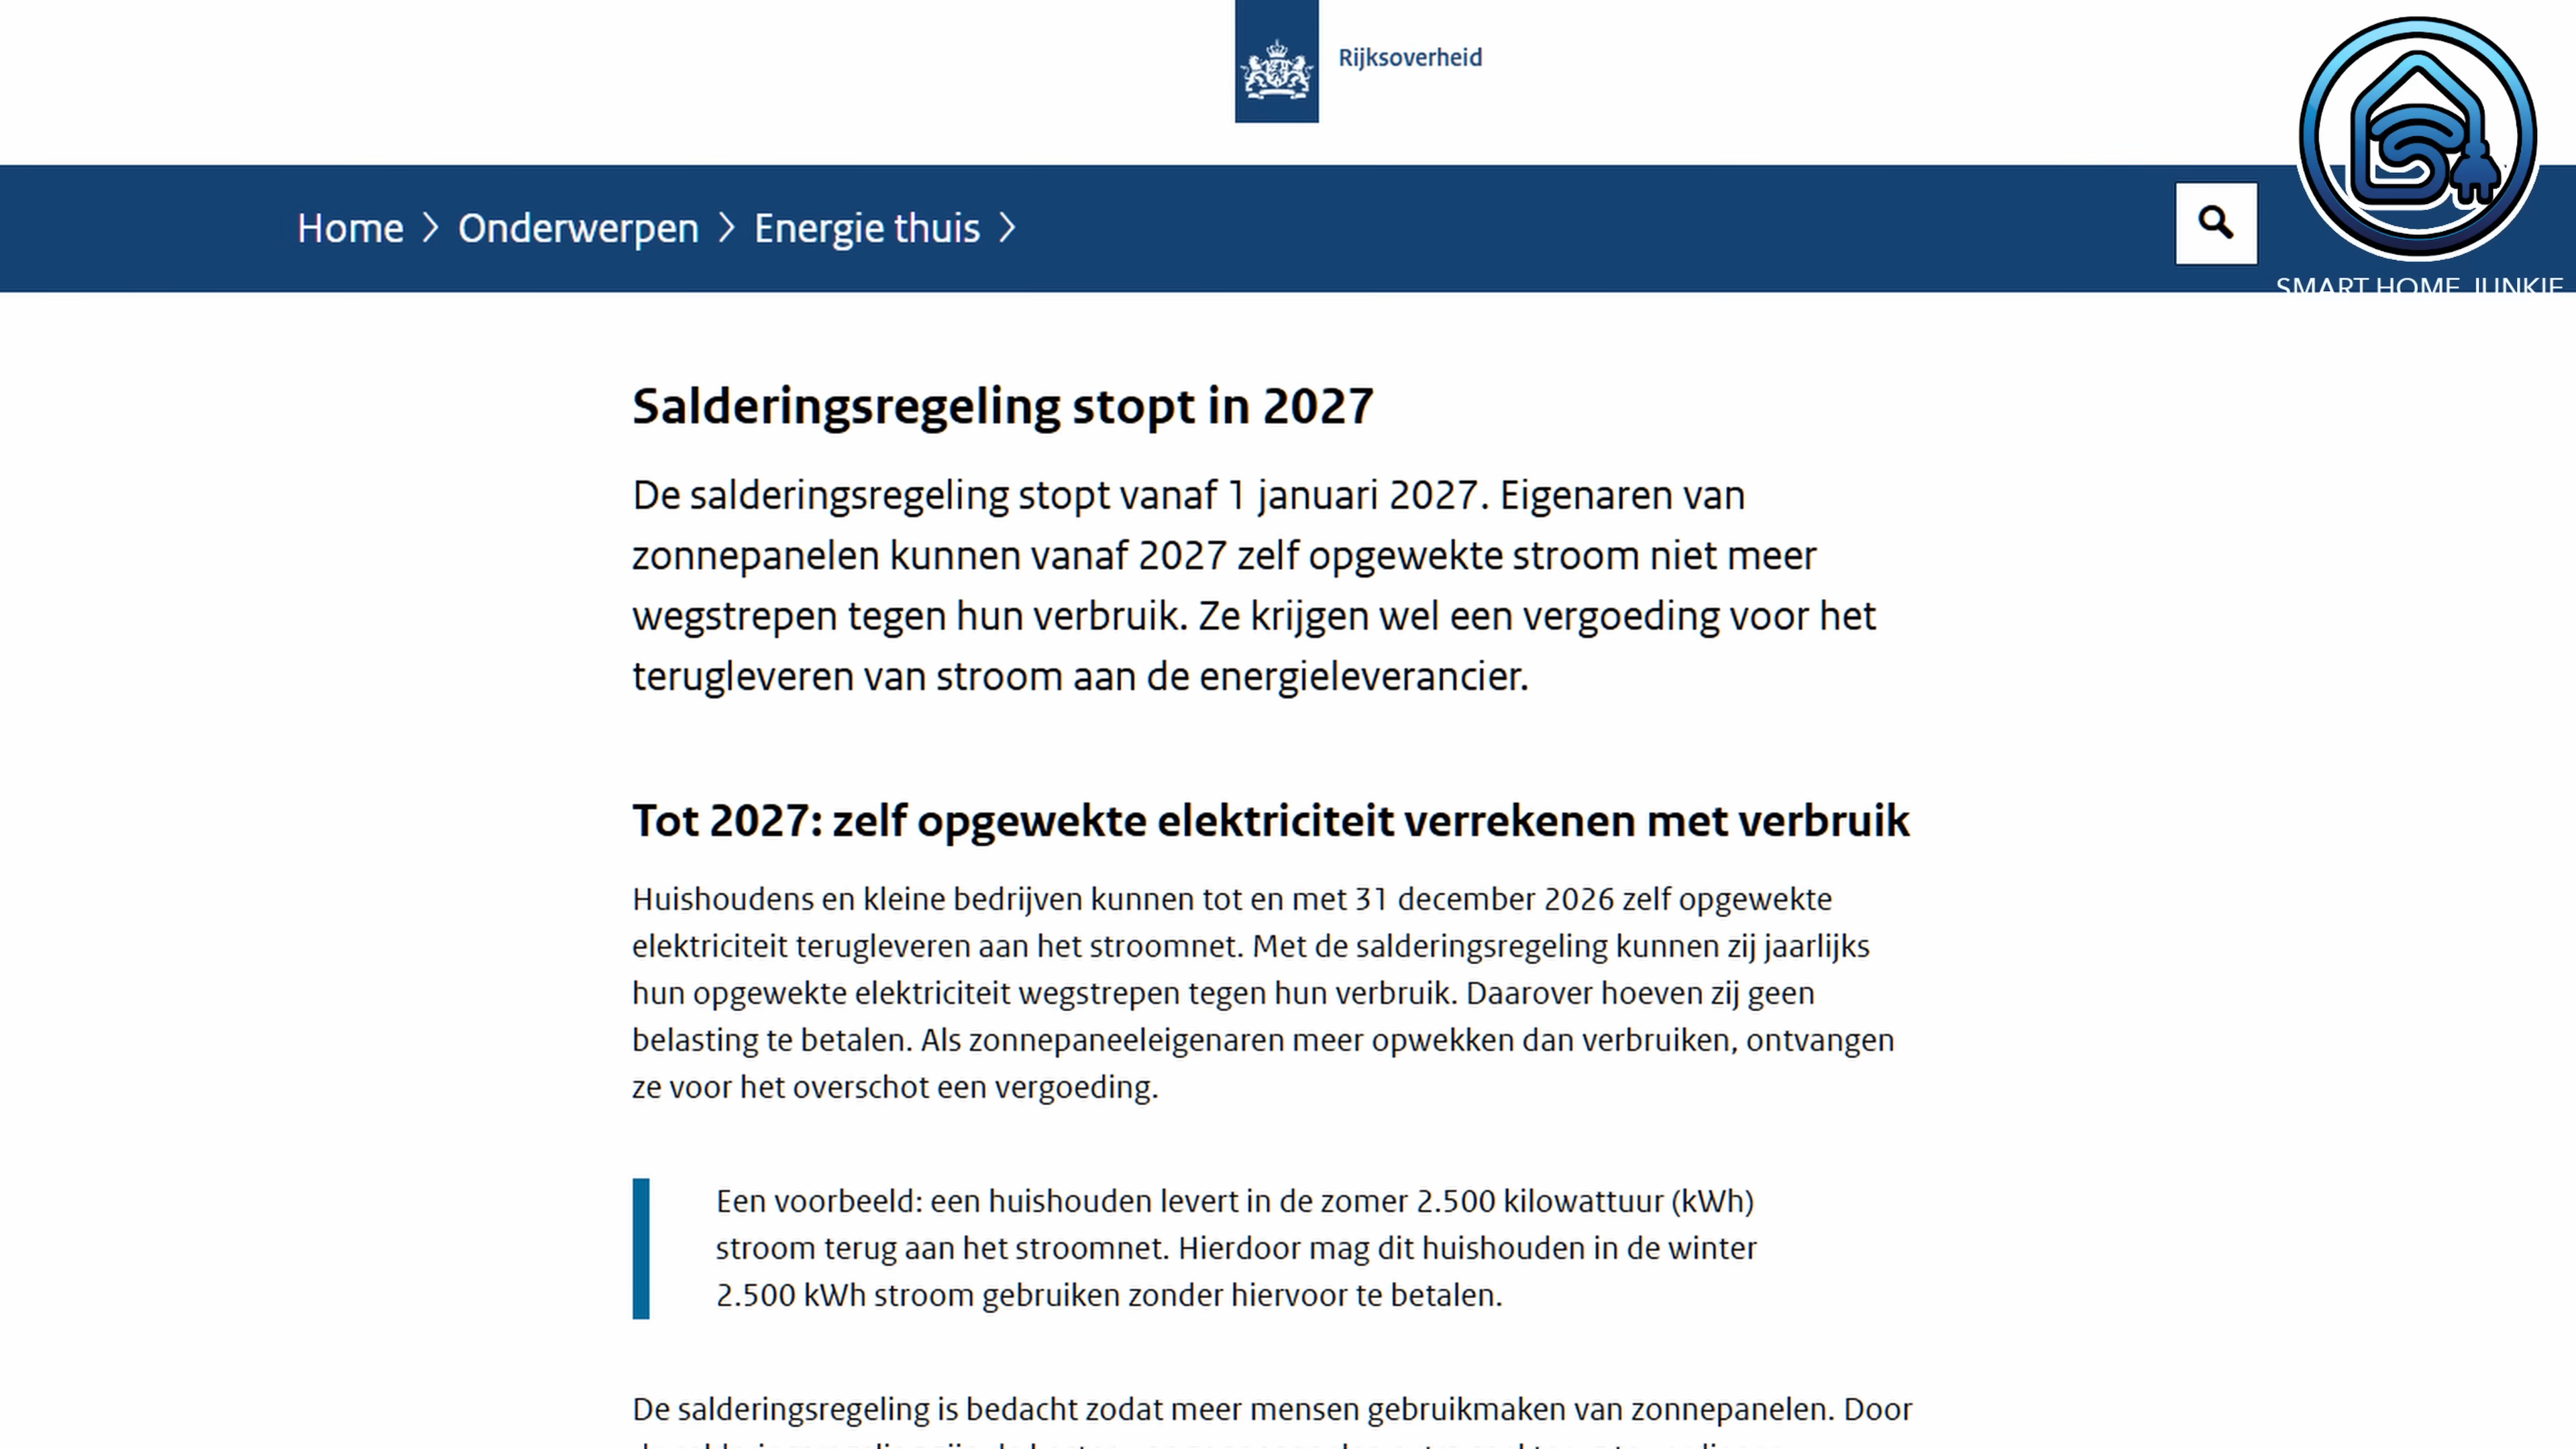 Rijksoverheid
Home > Onderwerpen > Energie thuis >
SMART HOME JUNKIE
Salderingsregeling stopt in 2027
De salderingsregeling stopt vanaf 1 januari 2027. Eigenaren van
zonnepanelen kunnen vanaf 2027 zelf opgewekte stroom niet meer
wegstrepen tegen hun verbruik. Ze krijgen wel een vergoeding voor het
terugleveren van stroom aan de energieleverancier.
Tot 2027: zelf opgewekte elektriciteit verrekenen met verbruik
Huishoudens en kleine bedrijven kunnen tot en met 31 december 2026 zelf opgewekte
elektriciteit terugleveren aan het stroomnet. Met de salderingsregeling kunnen zij jaarlijks
hun opgewekte elektriciteit wegstrepen tegen hun verbruik. Daarover hoeven zij geen
belasting te betalen. Als zonnepaneeleigenaren meer opwekken dan verbruiken, ontvangen
ze voor het overschot een vergoeding.
Een voorbeeld: een huishouden levert in de zomer 2.500 kilowattuur (kWh)
stroom terug aan het stroomnet. Hierdoor mag dit huishouden in de winter
2.500 kWh stroom gebruiken zonder hiervoor te betalen.
De salderingsregeling is bedacht zodat meer mensen gebruikmaken van zonnepanelen. Door